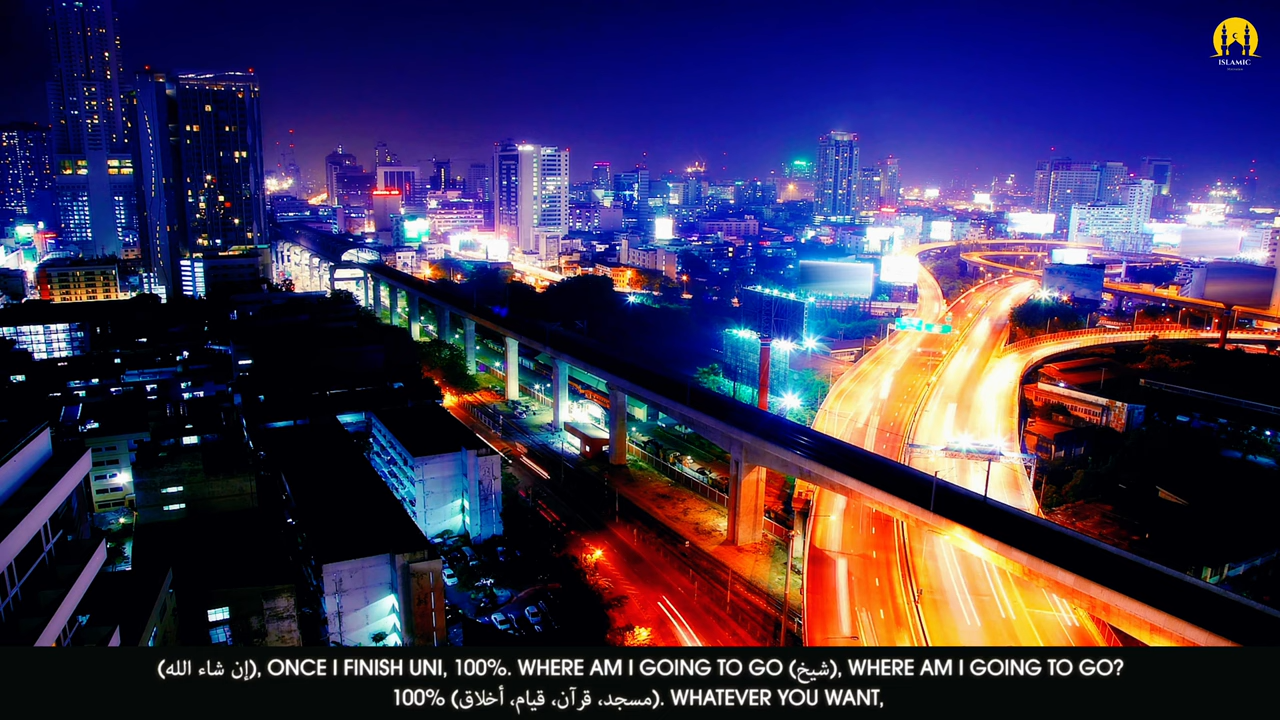 ISLAMIC
(إن شاء الله), ONCE I FINISH UNI, 100%. WHERE AM I GOING TO GO (شيخ), WHERE AM I GOING TO GO?
100% (مسجد، قرآن، قيام، أخلاق). WHATEVER YOU WANT,